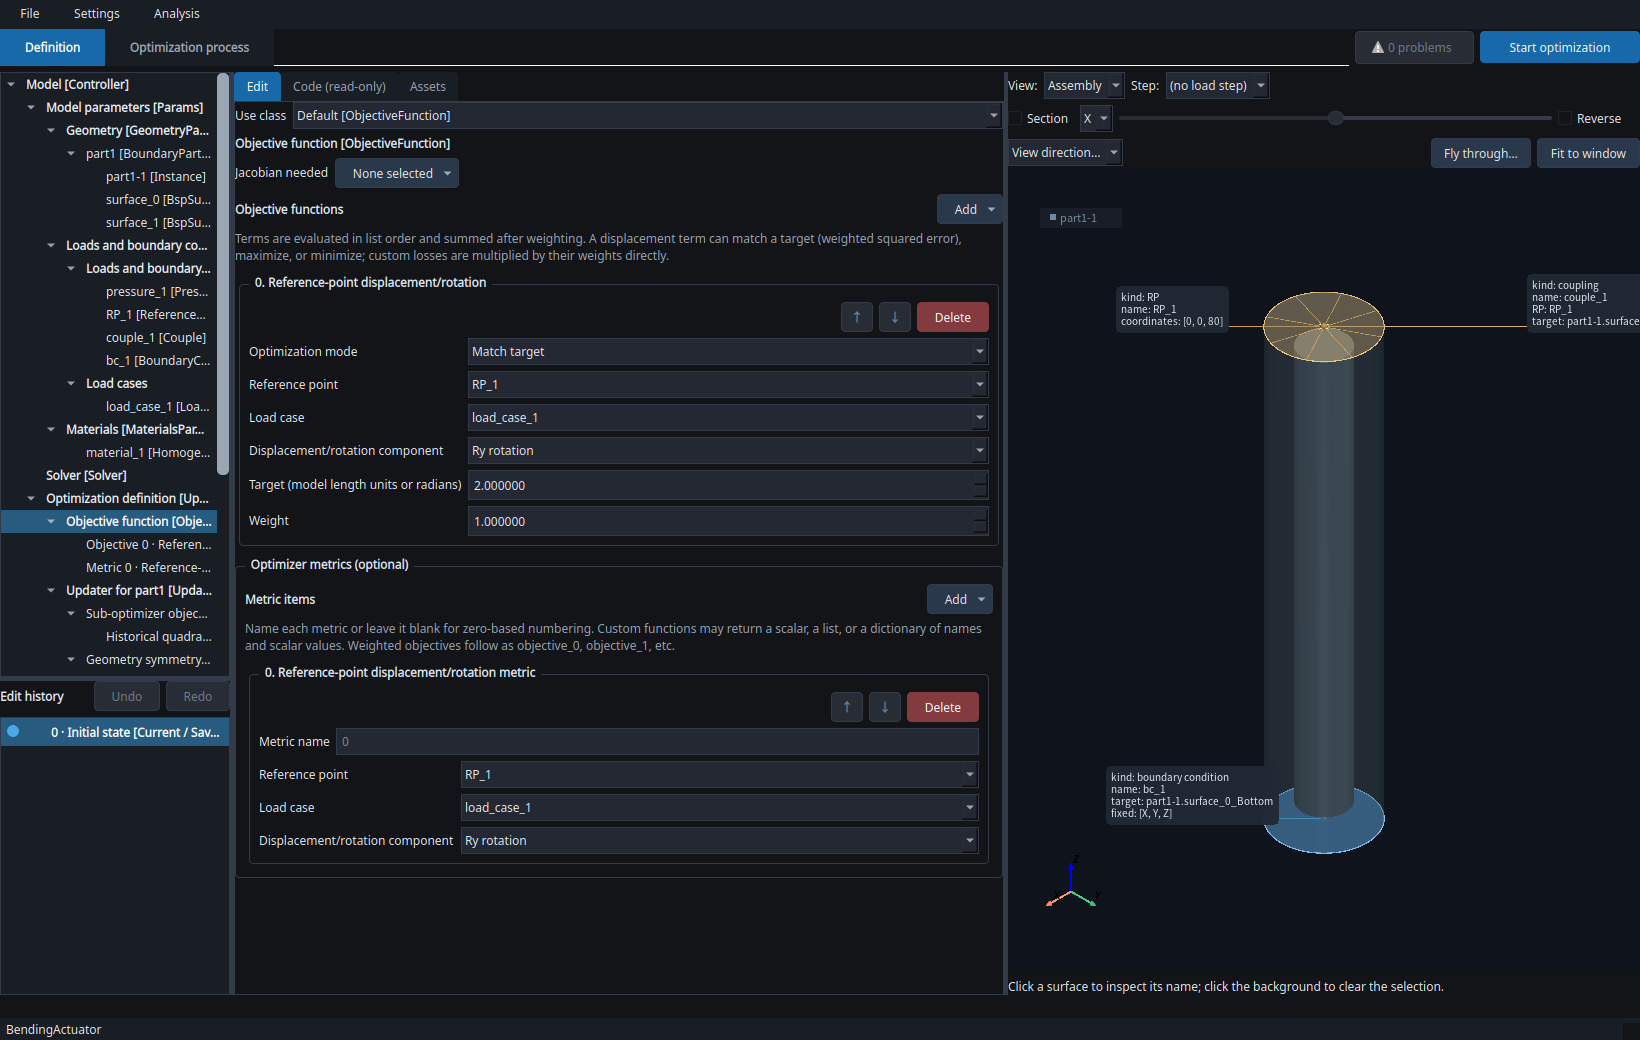 File Settings Analysis
Definition Optimization process 0 problems Start optimization
Model [Controller]
Model parameters [Params]
Geometry [GeometryPa...
part1 [BoundaryPart...
part1-1 [Instance]
surface_0 [BspSu...
surface_1 [BspSu...
Loads and boundary co...
Loads and boundary...
pressure_1 [Pres...
RP_1 [Reference...
couple_1 [Couple]
bc_1 [BoundaryC...
Load cases
load_case_1 [Loa...
Materials [MaterialsPar...
material_1 [Homoge...
Solver [Solver]
Optimization definition [Up...
Objective function [Obje...
Objective 0 · Referen...
Metric 0 · Reference-...
Updater for part1 [Upda...
Sub-optimizer objec...
Historical quadra...
Geometry symmetry...
Edit history Undo Redo
0 · Initial state [Current / Sav...
Edit Code (read-only) Assets
Use class Default [ObjectiveFunction]
Objective function [ObjectiveFunction]
Jacobian needed None selected
Objective functions Add
Terms are evaluated in list order and summed after weighting. A displacement term can match a target (weighted squared error),
maximize, or minimize; custom losses are multiplied by their weights directly.
0. Reference-point displacement/rotation
↑ ↓ Delete
Optimization mode Match target
Reference point RP_1
Load case load_case_1
Displacement/rotation component Ry rotation
Target (model length units or radians) 2.000000
Weight 1.000000
Optimizer metrics (optional)
Metric items Add
Name each metric or leave it blank for zero-based numbering. Custom functions may return a scalar, a list, or a dictionary of names
and scalar values. Weighted objectives follow as objective_0, objective_1, etc.
0. Reference-point displacement/rotation metric
↑ ↓ Delete
Metric name 0
Reference point RP_1
Load case load_case_1
Displacement/rotation component Ry rotation
View: Assembly Step: (no load step)
Section X Reverse
View direction... Fly through... Fit to window
part1-1
kind: RP
name: RP_1
coordinates: [0, 0, 80]
kind: coupling
name: couple_1
RP: RP_1
target: part1-1.surface
kind: boundary condition
name: bc_1
target: part1-1.surface_0_Bottom
fixed: [X, Y, Z]
Z
Y
Click a surface to inspect its name; click the background to clear the selection.
BendingActuator